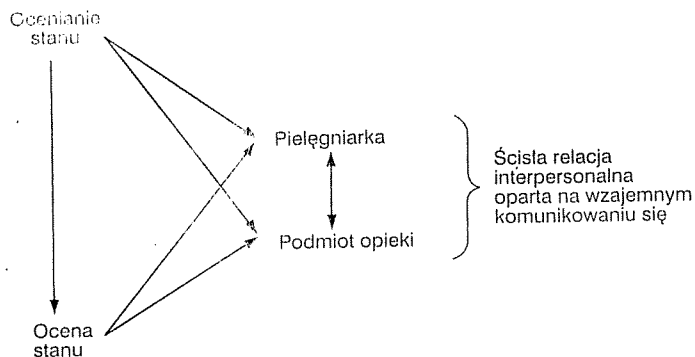 Ocenianie
stanu
Pielęgniarka
Podmiot opieki
Ścisła relacja
interpersonalna
oparta na wzajemnym
komunikowaniu się
Ocena
stanu